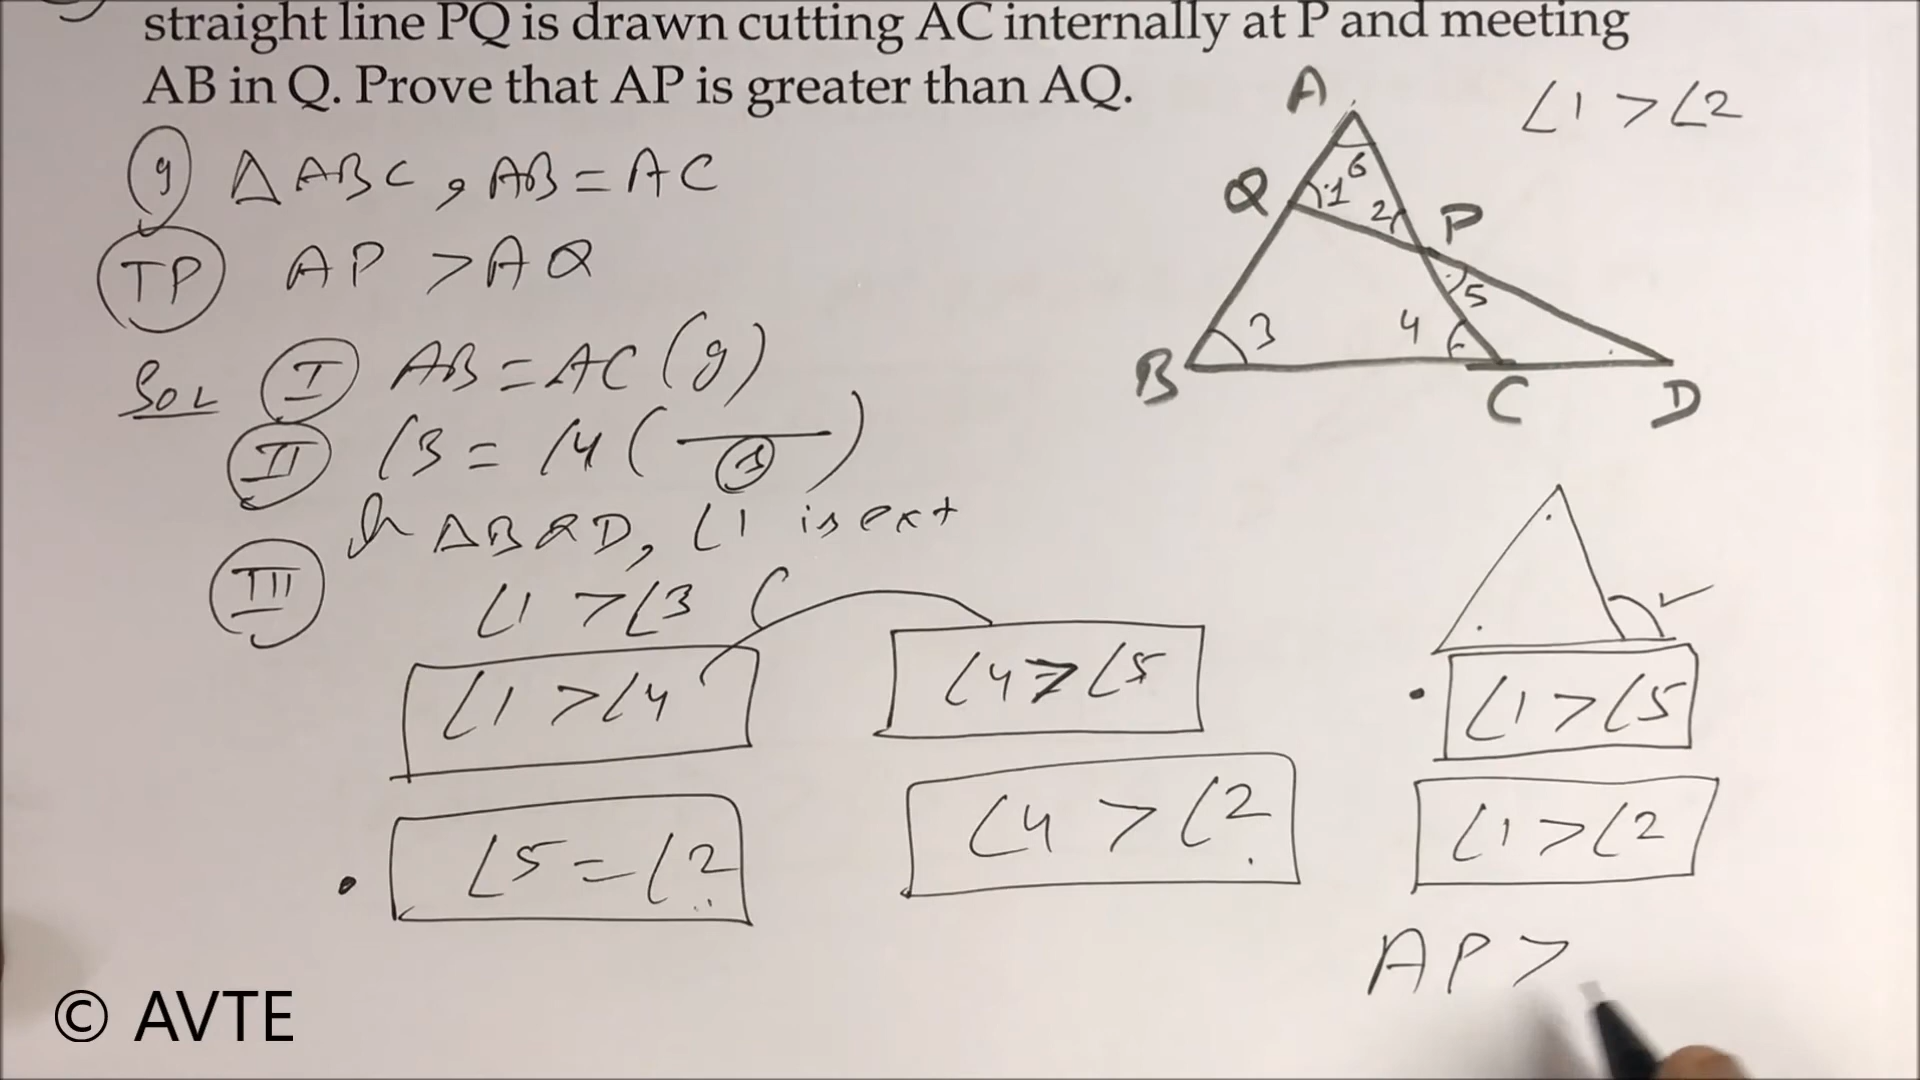 straight line PQ is drawn cutting AC internally at P and meeting
AB in Q. Prove that AP is greater than AQ.
A
∠1 > ∠2
g △ABC, AB = AC
6
Q 1 2 P
TP AP > AQ
5
3 4
B C D
Sol I AB = AC (g)
II ∠3 = ∠4 (
III In △BQD, ∠1 is ext
∠1 > ∠3 (
∠1 > ∠4 ∠4 > ∠5 ∠1 > ∠5
∠5 = ∠2 ∠4 > ∠2 ∠1 > ∠2
AP >
© AVTE